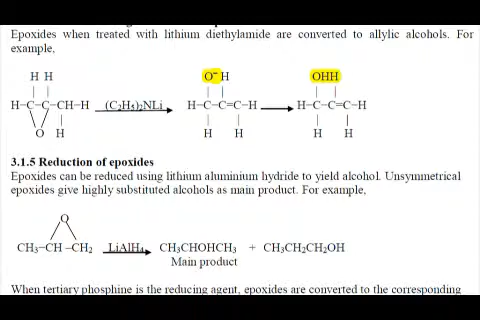 Epoxides when treated with lithium diethylamide are converted to allylic alcohols. For
example,
H H O⁻ H OHH
H−C−C−CH−H (C₂H₅)₂NLi H−C−C=C−H H−C−C=C−H
O H H H H H
3.1.5 Reduction of epoxides
Epoxides can be reduced using lithium aluminium hydride to yield alcohol. Unsymmetrical
epoxides give highly substituted alcohols as main product. For example,
O
CH₃−CH −CH₂ LiAlH₄ CH₃CHOHCH₃ + CH₃CH₂CH₂OH
Main product
When tertiary phosphine is the reducing agent, epoxides are converted to the corresponding